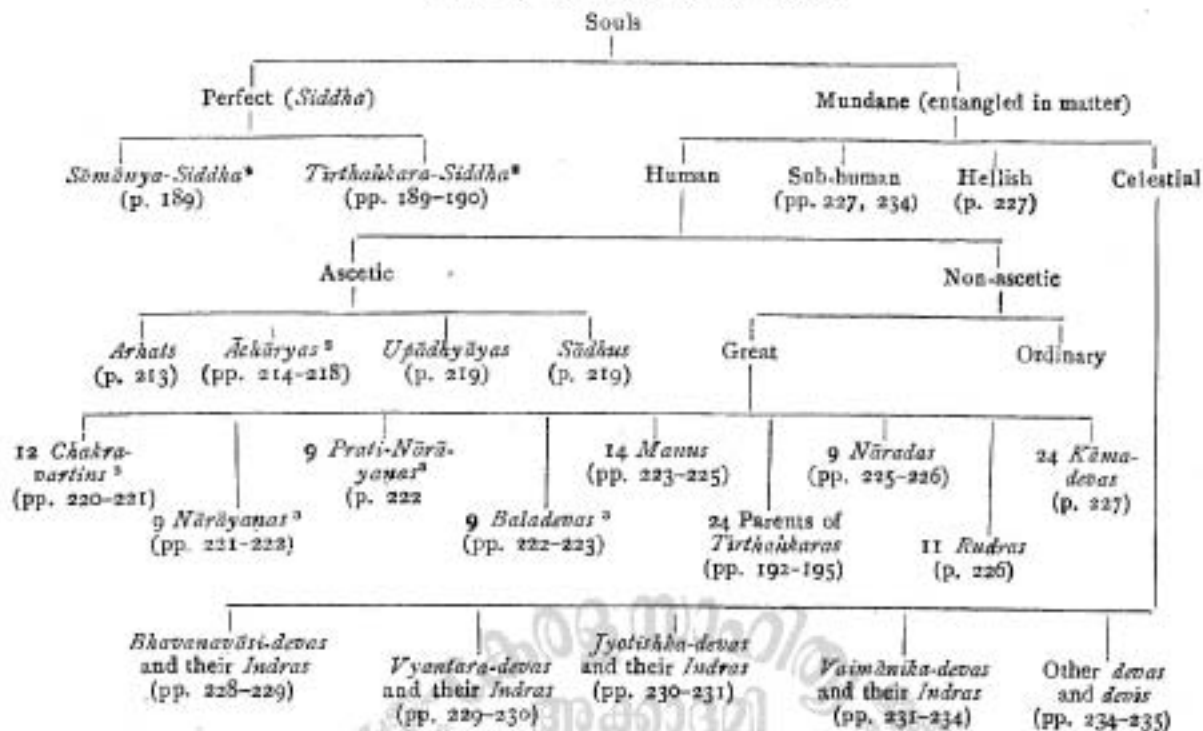 Souls
Perfect (Siddha)
Mundane (entangled in matter)
Sōmānya-Siddha*
(p. 189)
Tīrthaṅkara-Siddha*
(pp. 189-190)
Human
Sub-human
(pp. 227, 234)
Hellish
(p. 227)
Celestial
Ascetic
Non-ascetic
Arhats
(p. 213)
Āchāryas ³
(pp. 214-218)
Upādhyāyas
(p. 219)
Sādhus
(p. 219)
Great
Ordinary
12 Chakra-
vartins ³
(pp. 220-221)
9 Nārāyaṇas ³
(pp. 221-222)
9 Prati-Nārā-
yaṇas³
(p. 222
9 Baladevas ³
(pp. 222-223)
14 Manus
(pp. 223-225)
24 Parents of
Tīrthaṅkaras
(pp. 192-195)
9 Nāradas
(pp. 225-226)
11 Rudras
(p. 226)
24 Kāma-
devas
(p. 227)
Bhavanavāsi-devas
and their Indras
(pp. 228-229)
Vyantara-devas
and their Indras
(pp. 229-230)
Jyotishka-devas
and their Indras
(pp. 230-231)
Vaimānika-devas
and their Indras
(pp. 231-234)
Other devas
and devis
(pp. 234-235)